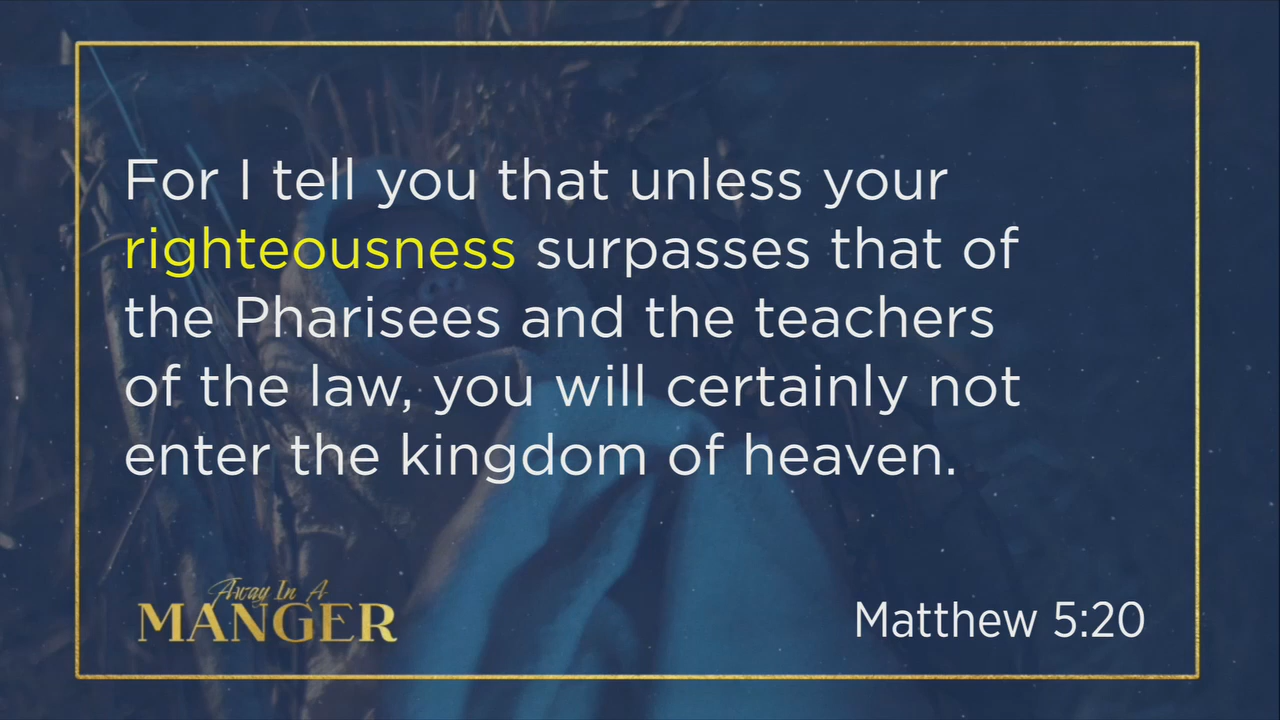 For I tell you that unless your
righteousness surpasses that of
the Pharisees and the teachers
of the law, you will certainly not
enter the kingdom of heaven.
Away In A
MANGER
Matthew 5:20